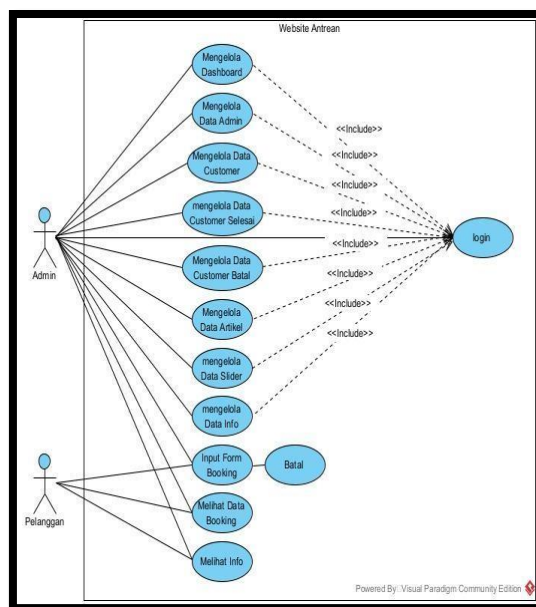 Website Antrean
Mengelola
Dashboard
Mengelola
Data Admin
Mengelola Data
Customer
mengelola Data
Customer Selesai
Mengelola Data
Customer Batal
Mengelola
Data Artikel
mengelola
Data Slider
mengelola
Data Info
Input Form
Booking
Batal
Melihat Data
Booking
Melihat Info
<<Include>>
<<Include>>
<<Include>>
<<Include>>
<<Include>>
<<Include>>
<<Include>>
<<Include>>
login
Admin
Pelanggan
Powered By: Visual Paradigm Community Edition